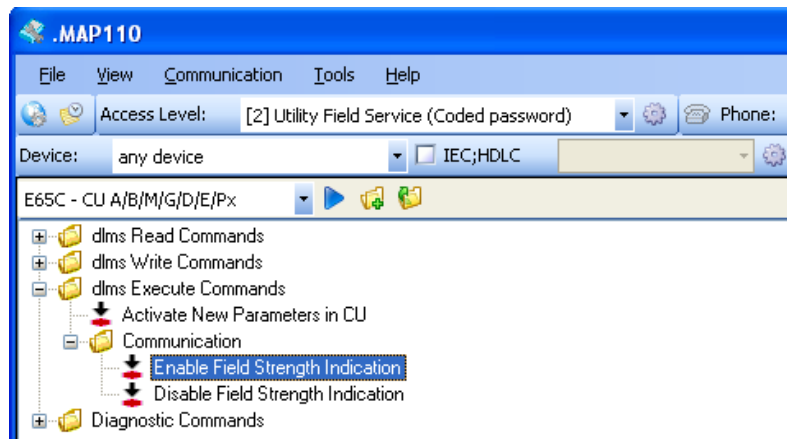 .MAP110
File View Communication Tools Help
Access Level: [2] Utility Field Service (Coded password) Phone:
Device: any device IEC;HDLC
E65C - CU A/B/M/G/D/E/Px
dlms Read Commands
dlms Write Commands
dlms Execute Commands
Activate New Parameters in CU
Communication
Enable Field Strength Indication
Disable Field Strength Indication
Diagnostic Commands